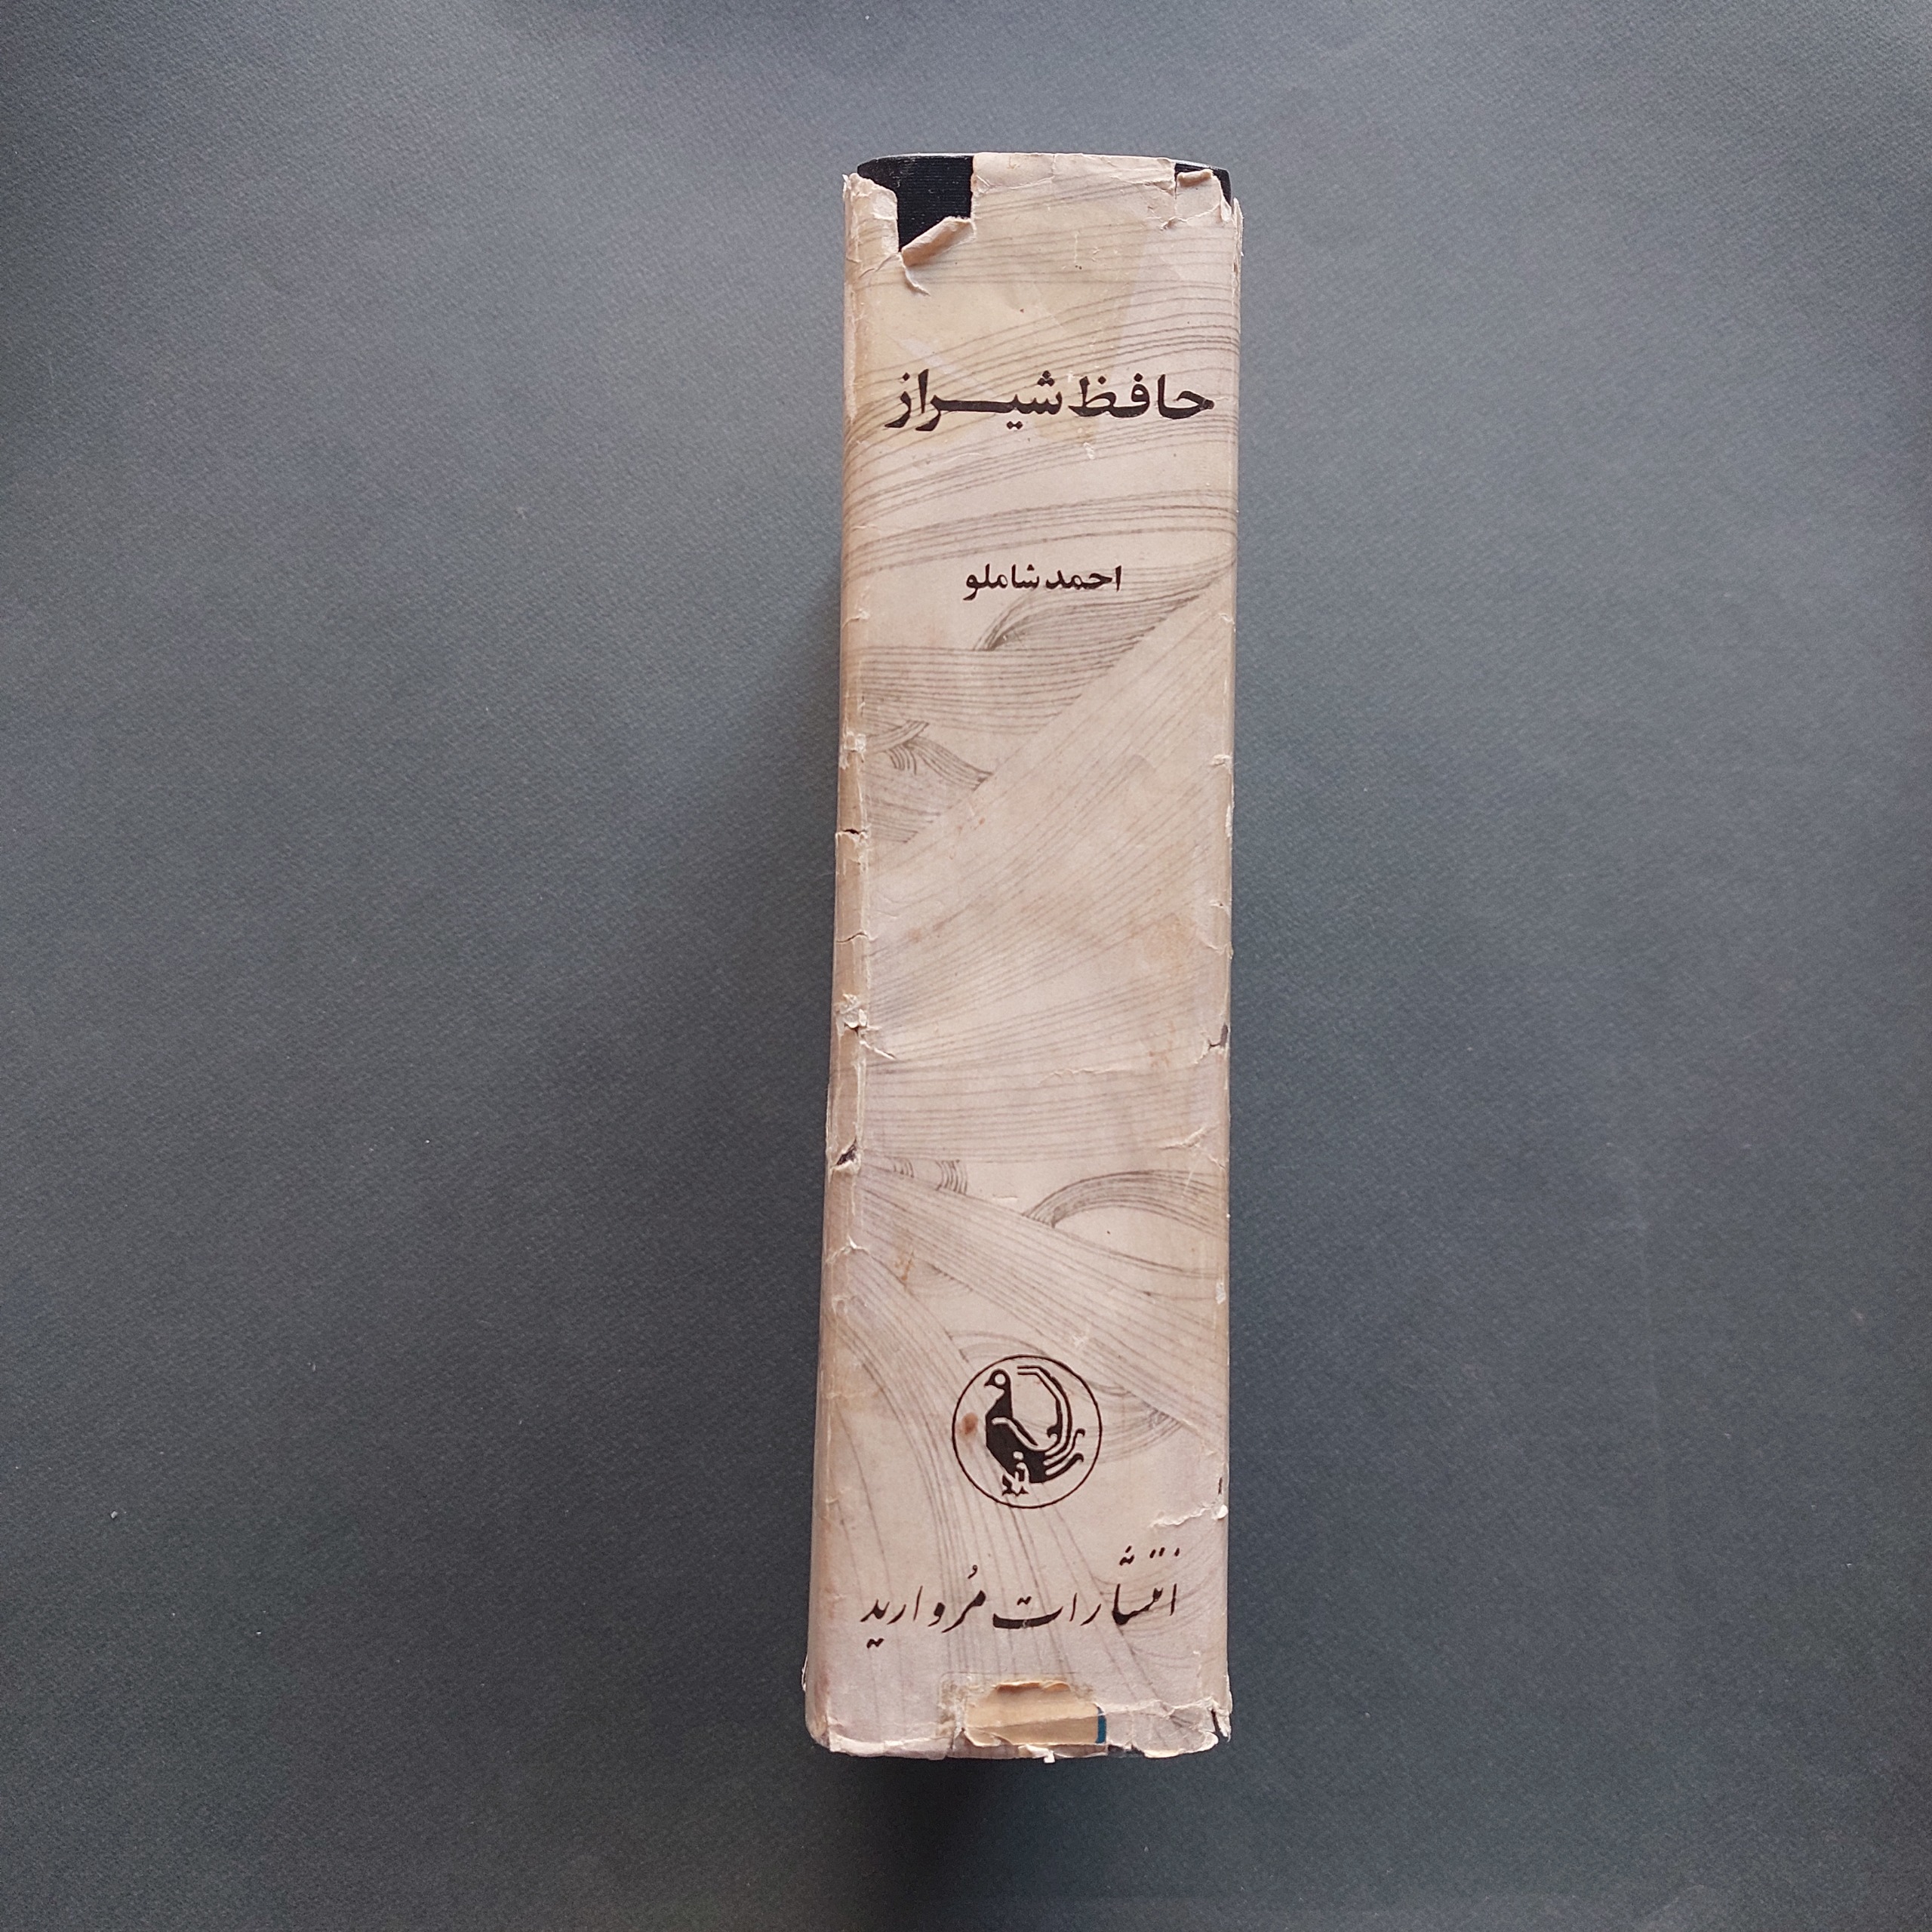 حافظ شیراز
احمد شاملو
انتشارات مُروارید